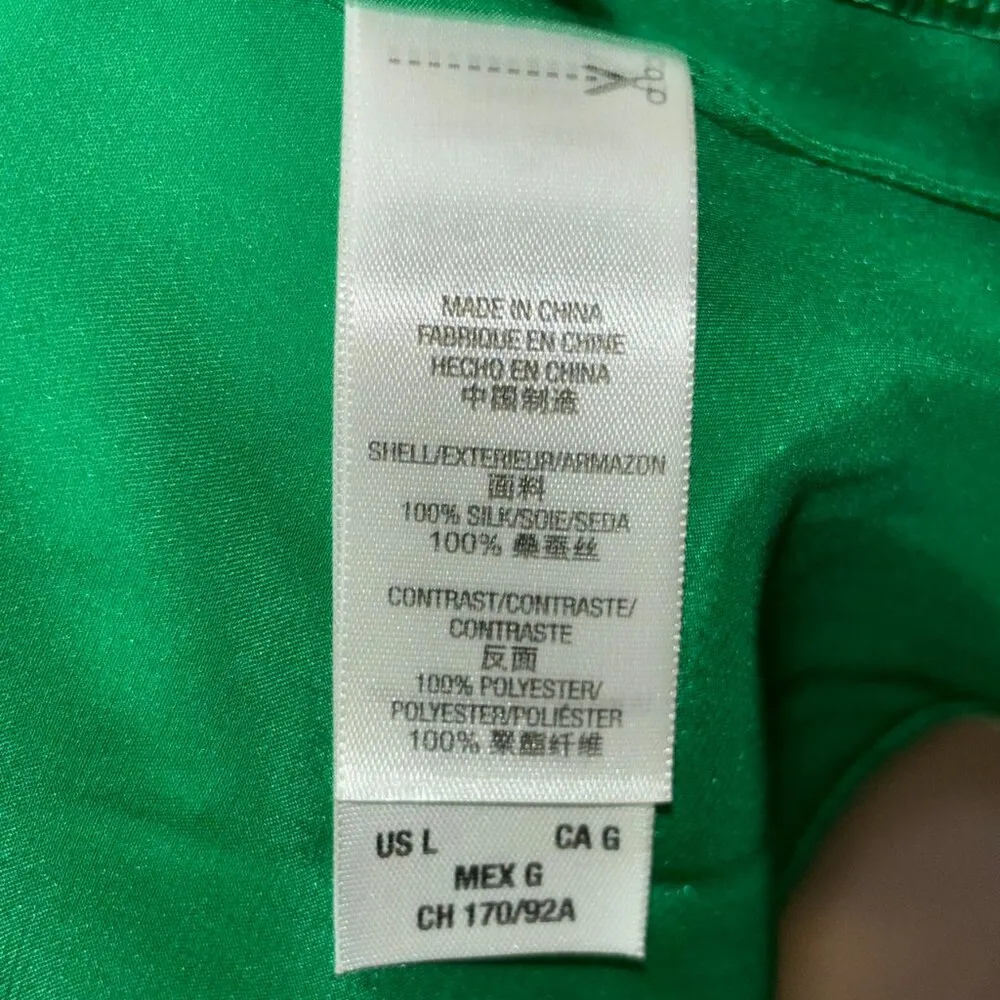 MADE IN CHINA
FABRIQUE EN CHINE
HECHO EN CHINA
中国制造
SHELL/EXTERIEUR/ARMAZON
面料
100% SILK/SOIE/SEDA
100% 桑蚕丝
CONTRAST/CONTRASTE/
CONTRASTE
反面
100% POLYESTER/
POLYESTER/POLIÉSTER
100% 聚酯纤维
US L CA G
MEX G
CH 170/92A